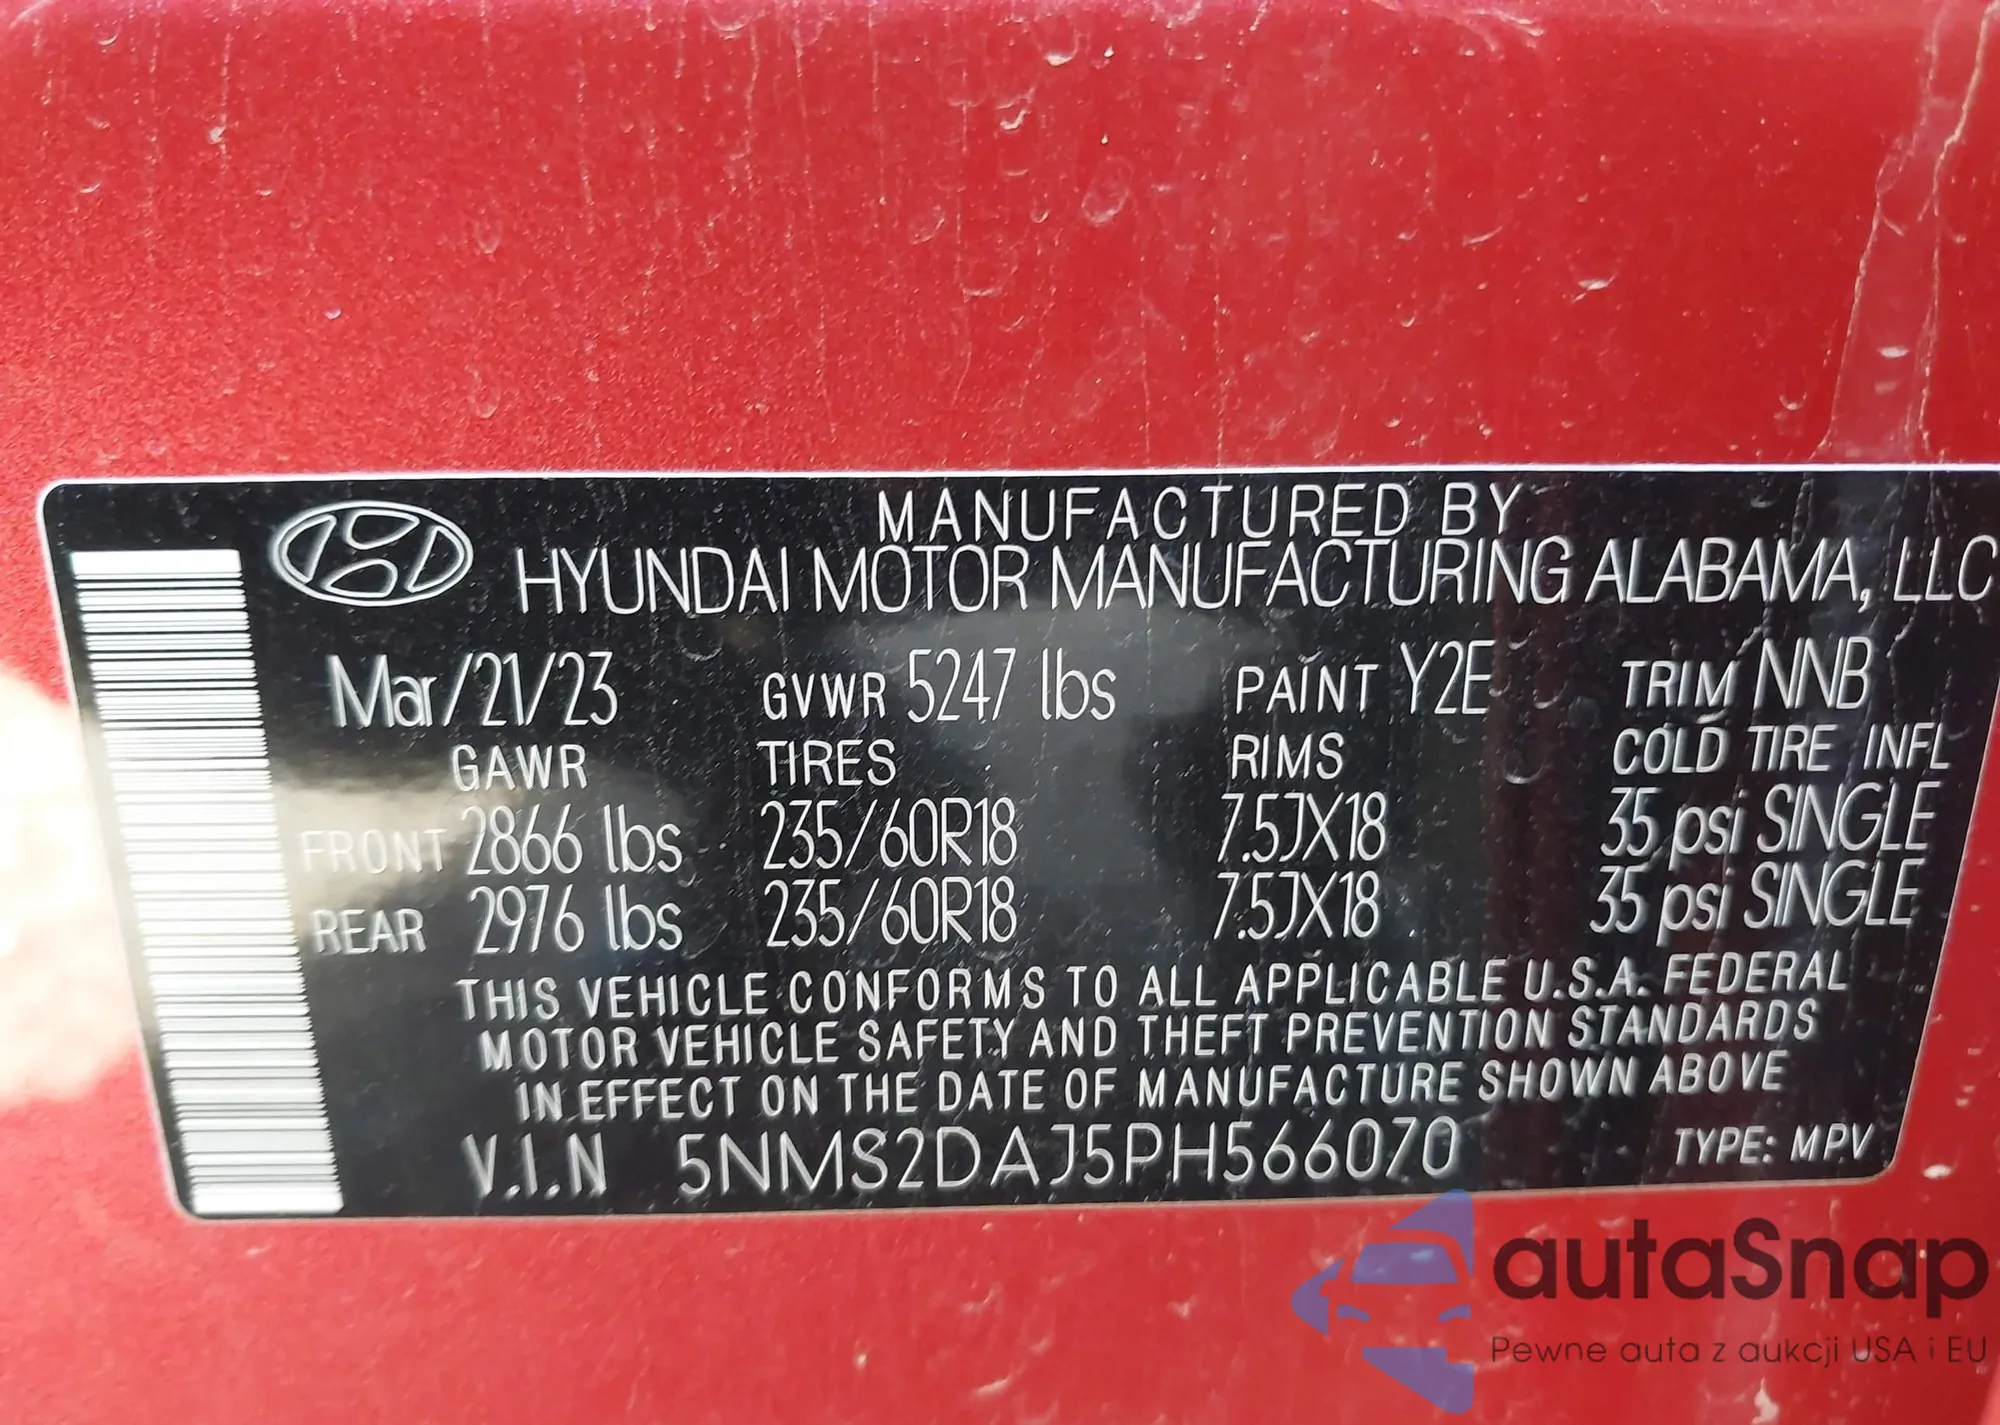 MANUFACTURED BY
HYUNDAI MOTOR MANUFACTURING ALABAMA, LLC
Mar/21/23 GVWR 5247 lbs PAINT Y2E TRIM NNB
GAWR TIRES RIMS COLD TIRE INFL
FRONT 2866 lbs 235/60R18 7.5JX18 35 psi SINGLE
REAR 2976 lbs 235/60R18 7.5JX18 35 psi SINGLE
THIS VEHICLE CONFORMS TO ALL APPLICABLE U.S.A. FEDERAL
MOTOR VEHICLE SAFETY AND THEFT PREVENTION STANDARDS
IN EFFECT ON THE DATE OF MANUFACTURE SHOWN ABOVE
V.I.N 5NMS2DAJ5PH566070 TYPE: MPV
autaSnap
Pewne auta z aukcji USA i EU